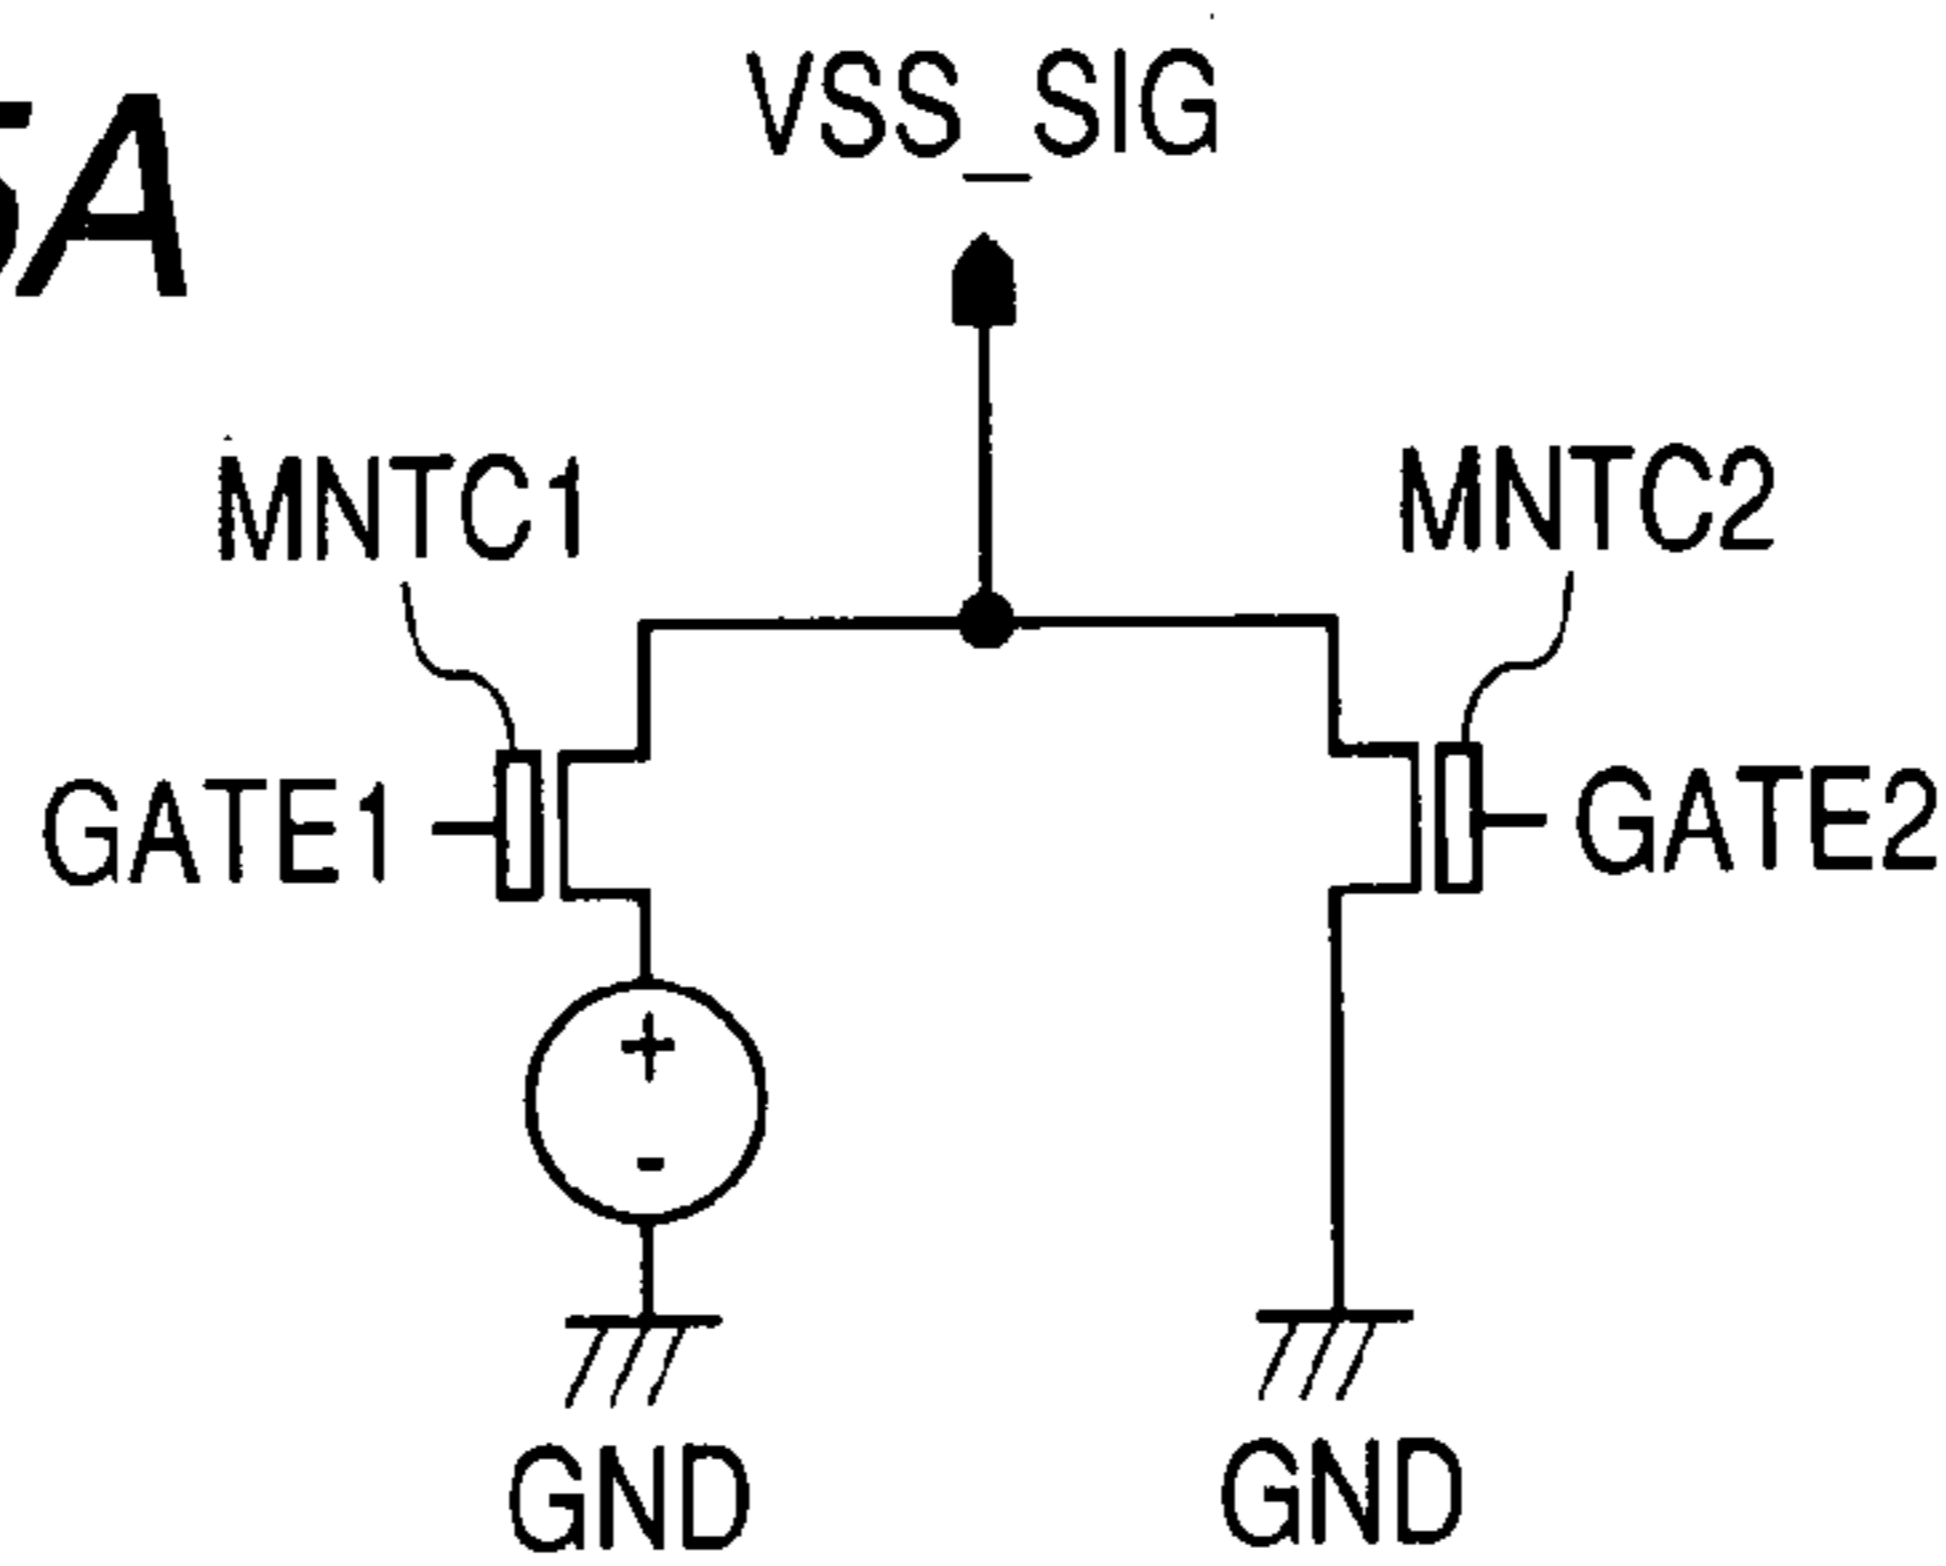 5A
VSS_SIG
MNTC1
MNTC2
GATE1
GATE2
+
-
GND
GND